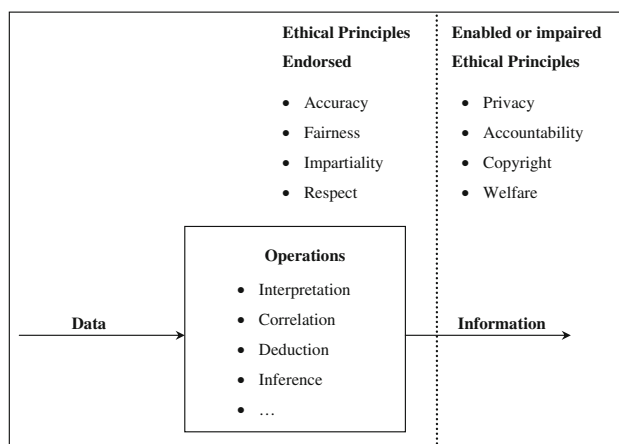 Ethical Principles
Endorsed
• Accuracy
• Fairness
• Impartiality
• Respect
Enabled or impaired
Ethical Principles
• Privacy
• Accountability
• Copyright
• Welfare
Data
Operations
• Interpretation
• Correlation
• Deduction
• Inference
• …
Information